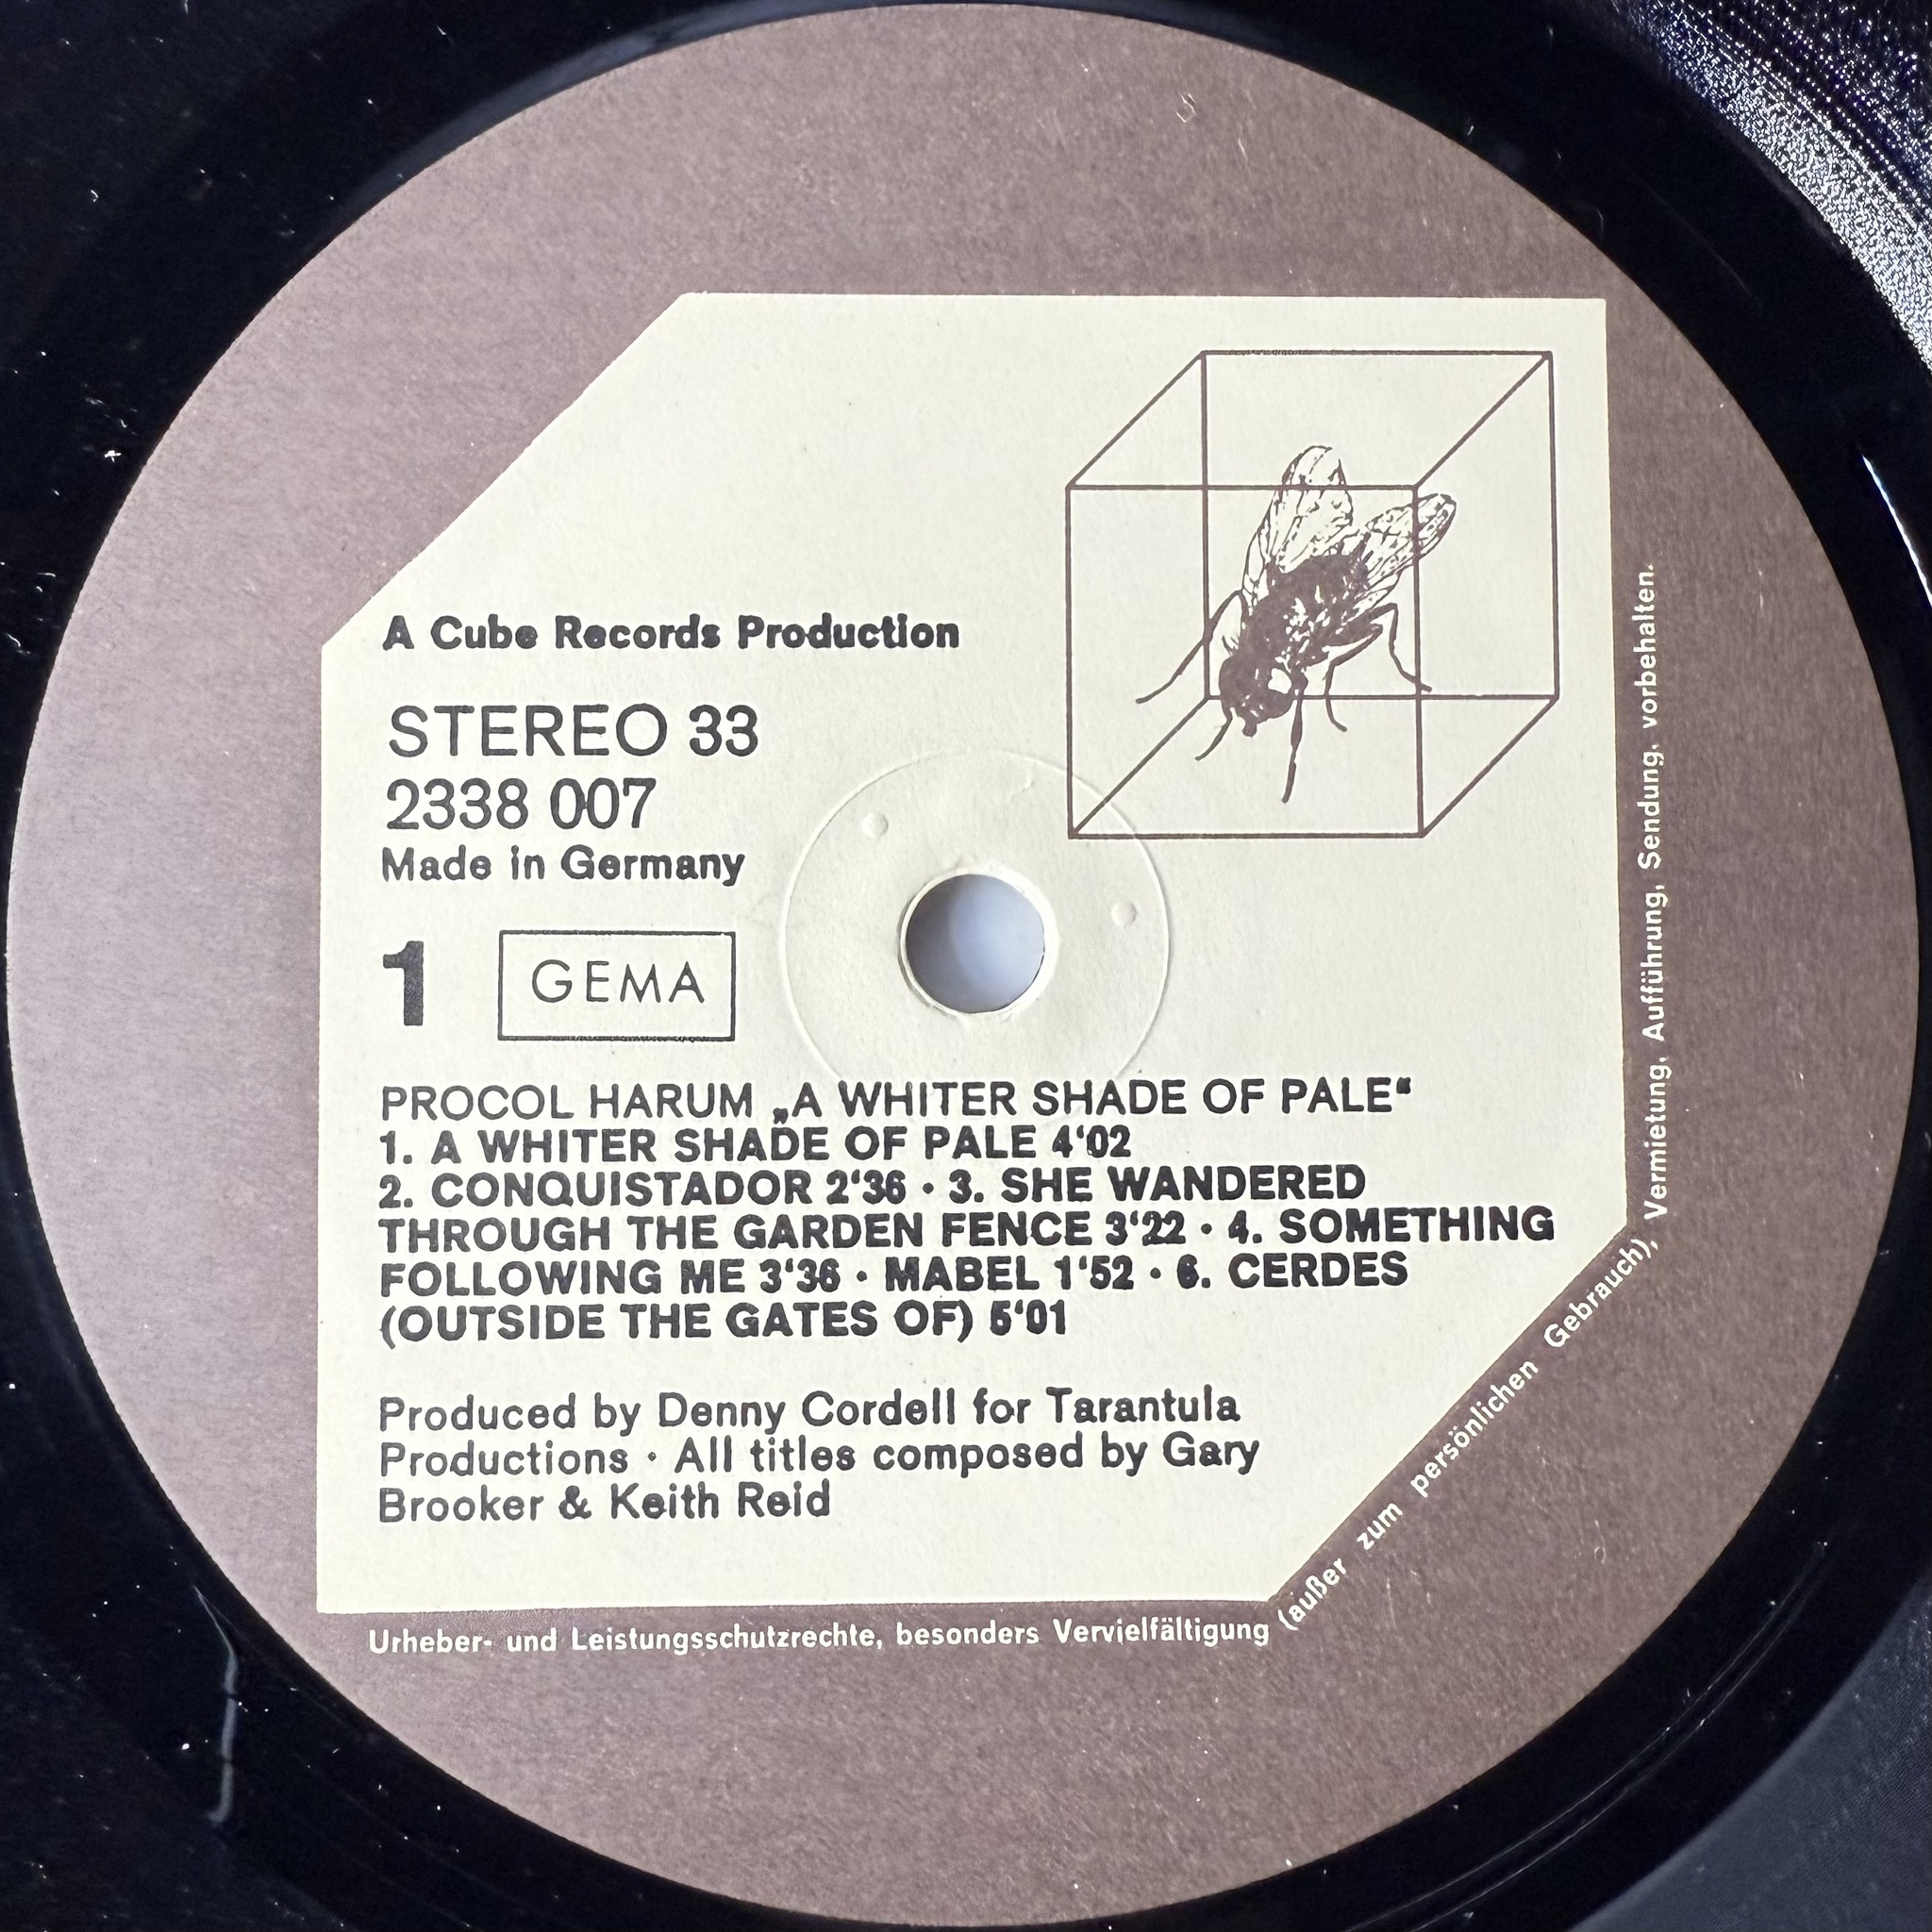 A Cube Records Production
STEREO 33
2338 007
Made in Germany
1 GEMA
PROCOL HARUM „A WHITER SHADE OF PALE“
1. A WHITER SHADE OF PALE 4‘02
2. CONQUISTADOR 2‘36 · 3. SHE WANDERED
THROUGH THE GARDEN FENCE 3‘22 · 4. SOMETHING
FOLLOWING ME 3‘36 · MABEL 1‘52 · 6. CERDES
(OUTSIDE THE GATES OF) 5‘01
Produced by Denny Cordell for Tarantula
Productions · All titles composed by Gary
Brooker & Keith Reid
Urheber- und Leistungsschutzrechte, besonders Vervielfältigung (außer zum persönlichen Gebrauch), Vermietung, Aufführung, Sendung, vorbehalten.